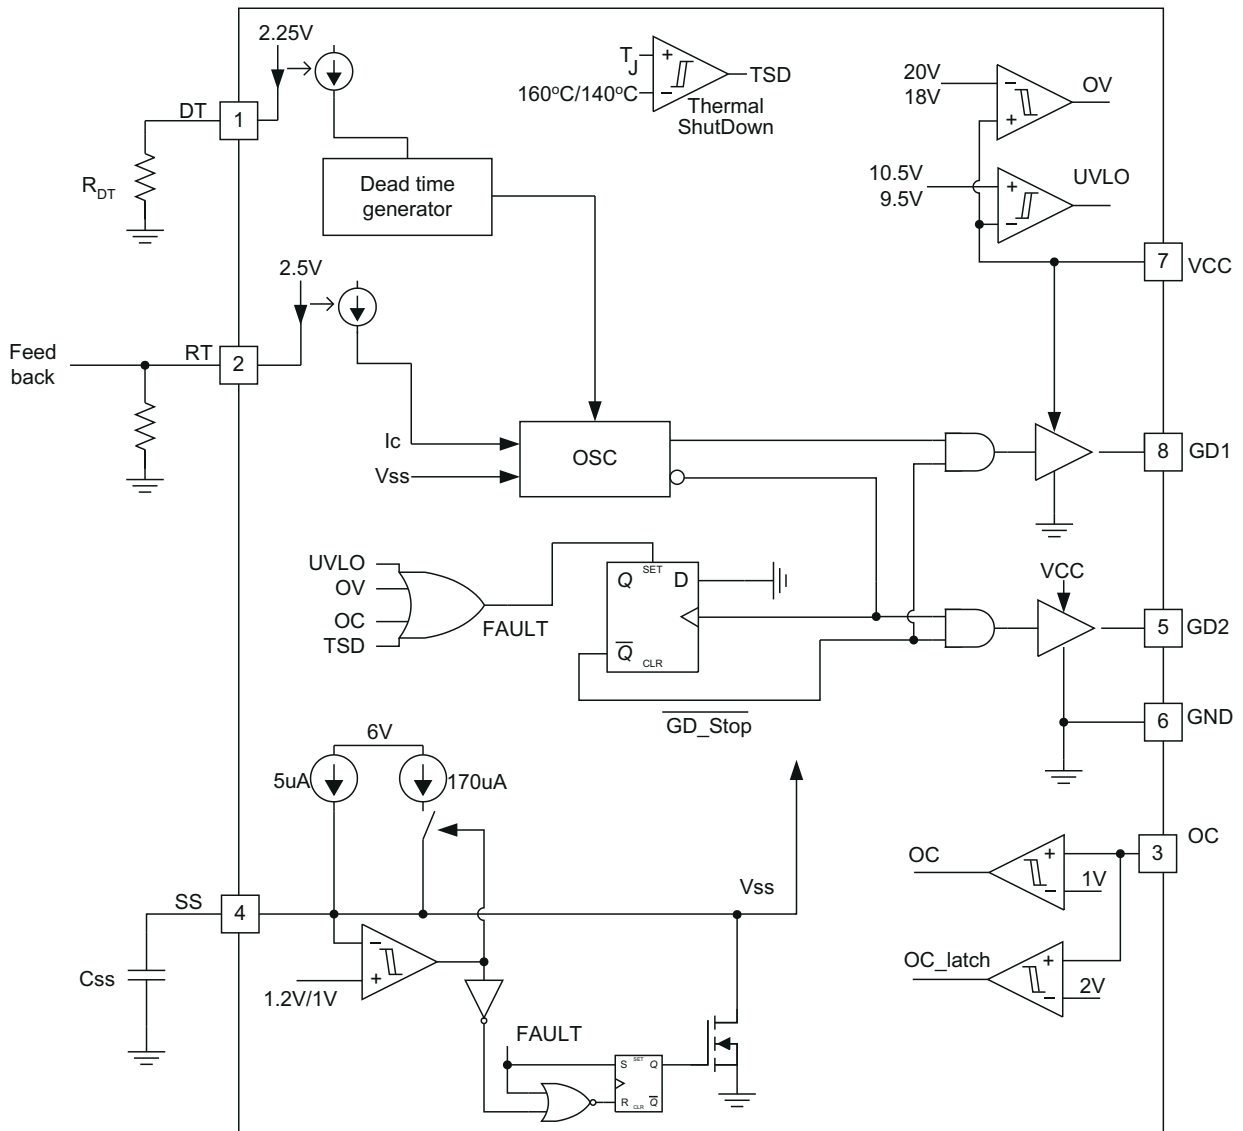 2.25V
DT
1
R_DT
Dead time
generator
T_J
+
160°C/140°C
−
TSD
Thermal
ShutDown
20V
18V
−
+
OV
10.5V
9.5V
+
−
UVLO
7
VCC
2.5V
Feed
back
RT
2
Ic
Vss
OSC
8
GD1
UVLO
OV
OC
TSD
FAULT
Q
SET
D
Q̅
CLR
G̅D̅_̅S̅t̅o̅p̅
VCC
5
GD2
6
GND
6V
5uA
170uA
SS
4
Css
−
+
1.2V/1V
Vss
FAULT
S
SET
Q
R
CLR
Q̅
OC
3
OC
+
−
1V
OC_latch
+
−
2V